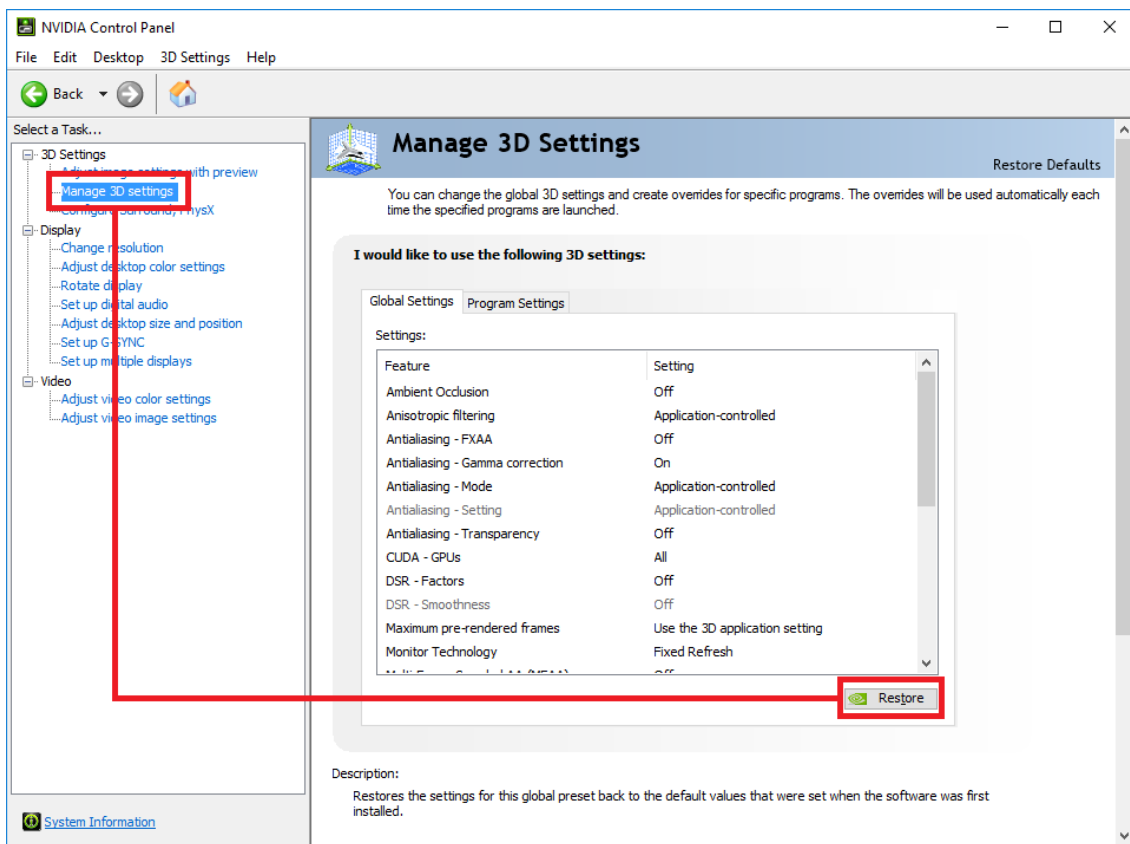 NVIDIA Control Panel
File Edit Desktop 3D Settings Help
Back
Select a Task...
3D Settings
Adjust image settings with preview
Manage 3D settings
Configure Surround, PhysX
Display
Change resolution
Adjust desktop color settings
Rotate display
Set up digital audio
Adjust desktop size and position
Set up G-SYNC
Set up multiple displays
Video
Adjust video color settings
Adjust video image settings
System Information
Manage 3D Settings
Restore Defaults
You can change the global 3D settings and create overrides for specific programs. The overrides will be used automatically each
time the specified programs are launched.
I would like to use the following 3D settings:
Global Settings Program Settings
Settings:
Feature Setting
Ambient Occlusion Off
Anisotropic filtering Application-controlled
Antialiasing - FXAA Off
Antialiasing - Gamma correction On
Antialiasing - Mode Application-controlled
Antialiasing - Setting Application-controlled
Antialiasing - Transparency Off
CUDA - GPUs All
DSR - Factors Off
DSR - Smoothness Off
Maximum pre-rendered frames Use the 3D application setting
Monitor Technology Fixed Refresh
Restore
Description:
Restores the settings for this global preset back to the default values that were set when the software was first
installed.